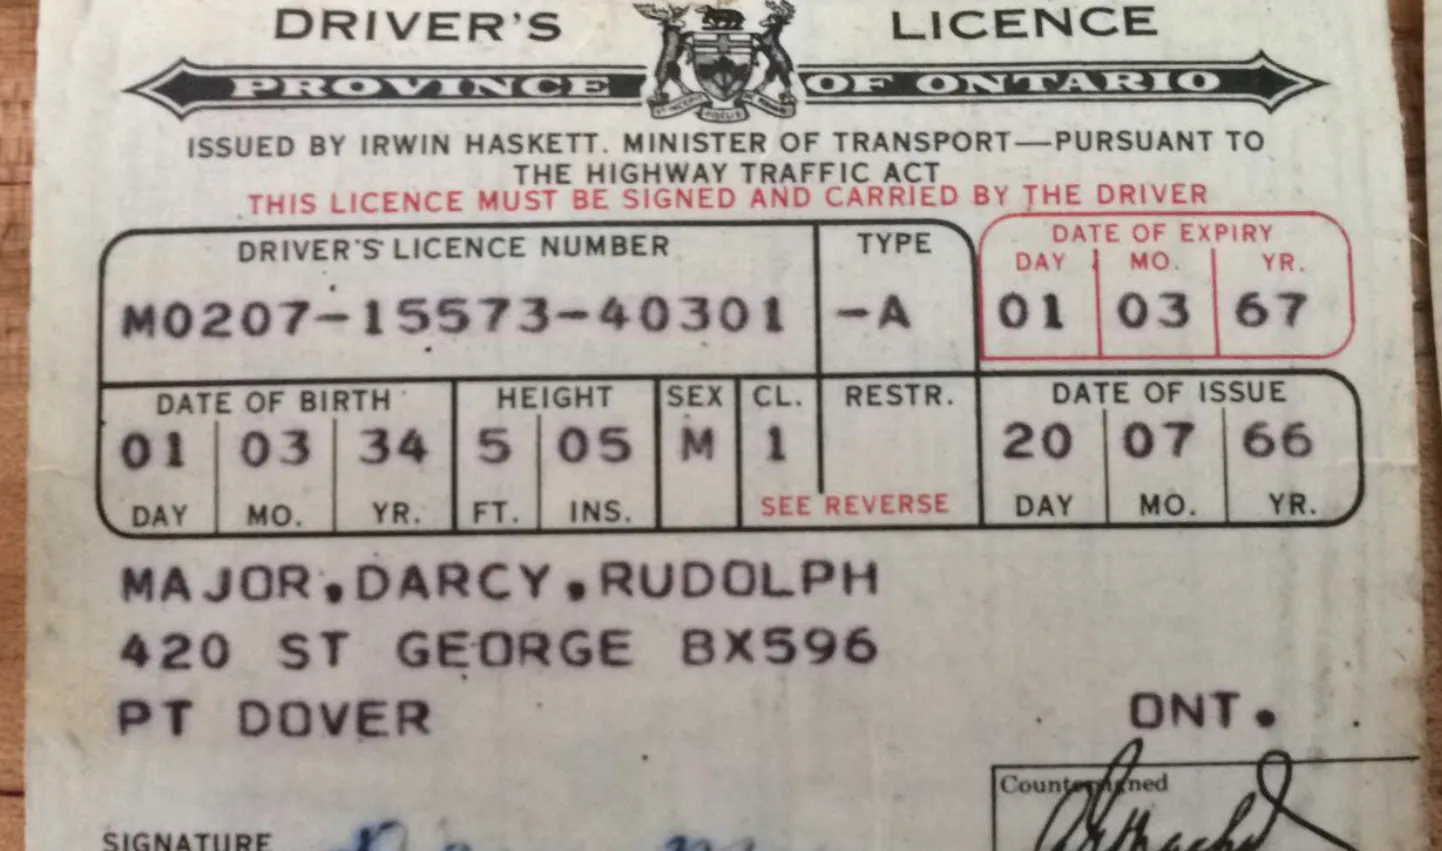 DRIVER'S LICENCE
PROVINCE OF ONTARIO
ISSUED BY IRWIN HASKETT. MINISTER OF TRANSPORT—PURSUANT TO
THE HIGHWAY TRAFFIC ACT
THIS LICENCE MUST BE SIGNED AND CARRIED BY THE DRIVER
DRIVER'S LICENCE NUMBER TYPE DATE OF EXPIRY
DAY MO. YR.
M0207-15573-40301 -A 01 03 67
DATE OF BIRTH HEIGHT SEX CL. RESTR. DATE OF ISSUE
01 03 34 5 05 M 1 20 07 66
DAY MO. YR. FT. INS. SEE REVERSE DAY MO. YR.
MAJOR.DARCY.RUDOLPH
420 ST GEORGE BX596
PT DOVER ONT.
Countersigned
SIGNATURE